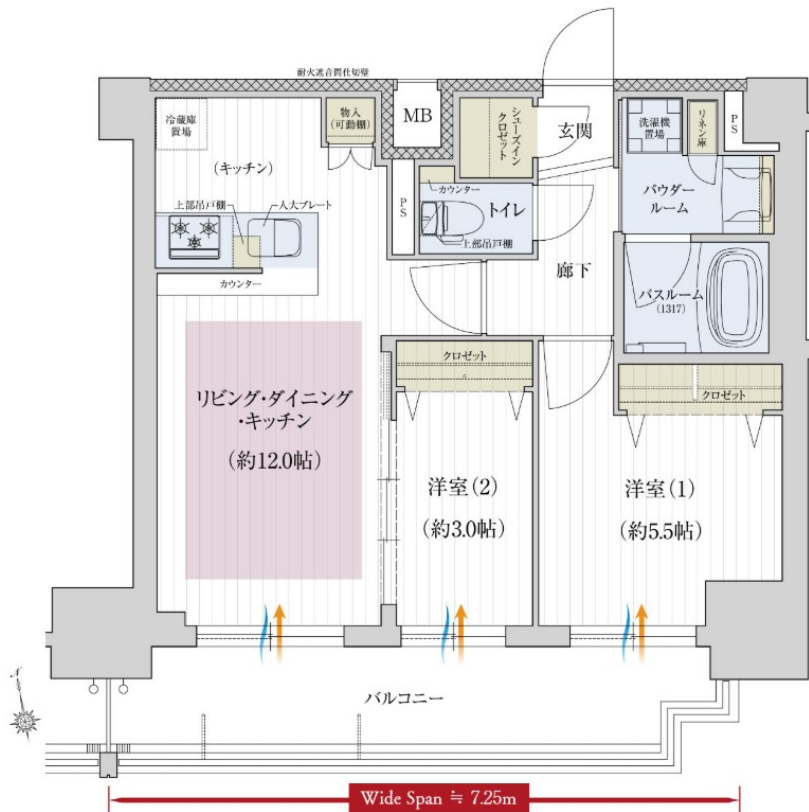 耐火遮音間仕切壁
冷蔵庫
置場
物入
(可動棚)
MB
シューズイン
クロゼット
玄関
洗濯機
置場
リネン庫
PS
(キッチン)
カウンター
パウダー
ルーム
上部吊戸棚
人大プレート
PS
トイレ
上部吊戸棚
廊下
カウンター
バスルーム
(1317)
クロゼット
クロゼット
リビング・ダイニング
・キッチン
(約12.0帖)
洋室(2)
(約3.0帖)
洋室(1)
(約5.5帖)
バルコニー
N
Wide Span ≒ 7.25m